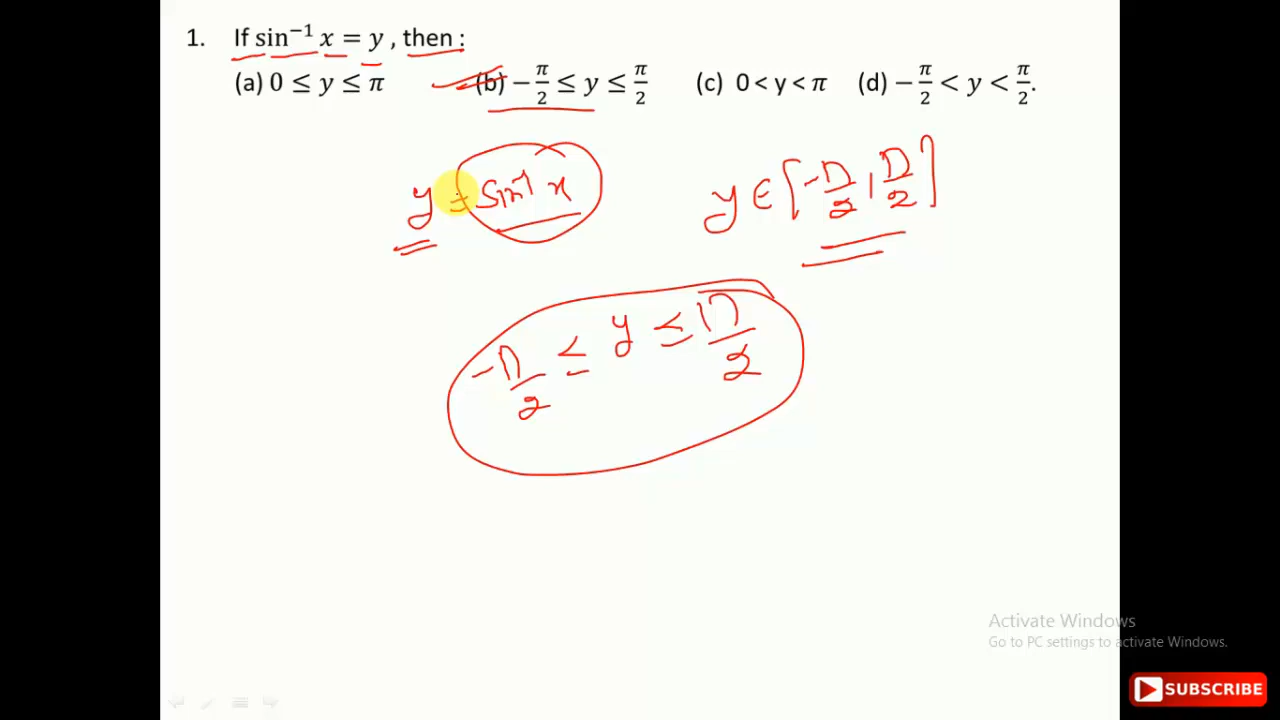 1. If sin⁻¹ x = y , then :
(a) 0 ≤ y ≤ π (b) −π/2 ≤ y ≤ π/2 (c) 0 < y < π (d) −π/2 < y < π/2.
y = Sin⁻¹ x
y ∈ [-π/2, π/2]
-π/2 ≤ y ≤ π/2
Activate Windows
Go to PC settings to activate Windows.
SUBSCRIBE